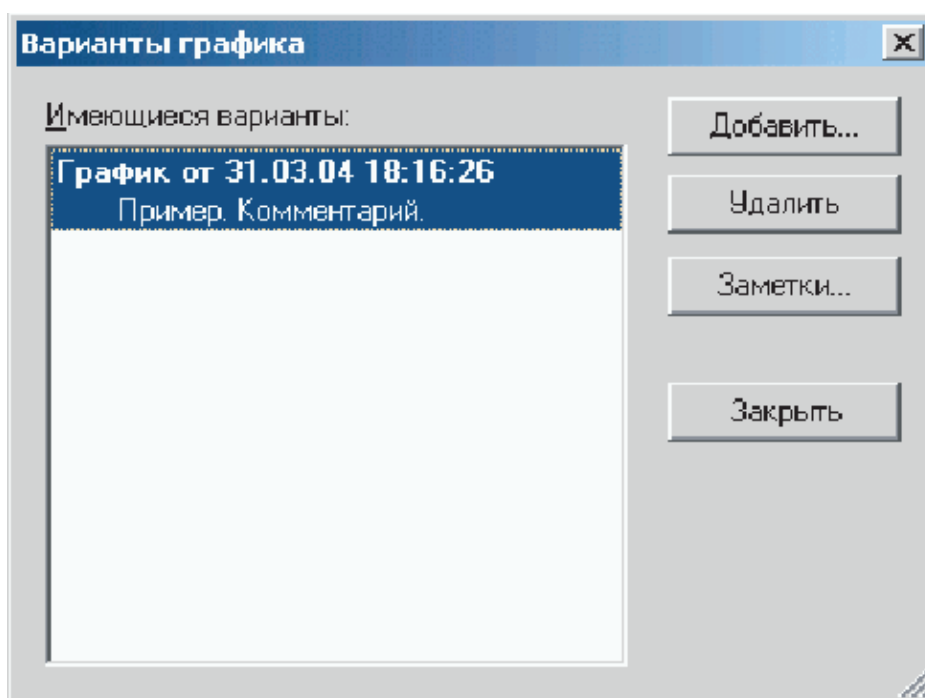 Варианты графика
Имеющиеся варианты:
График от 31.03.04 18:16:26
Пример. Комментарий.
Добавить...
Удалить
Заметки...
Закрыть